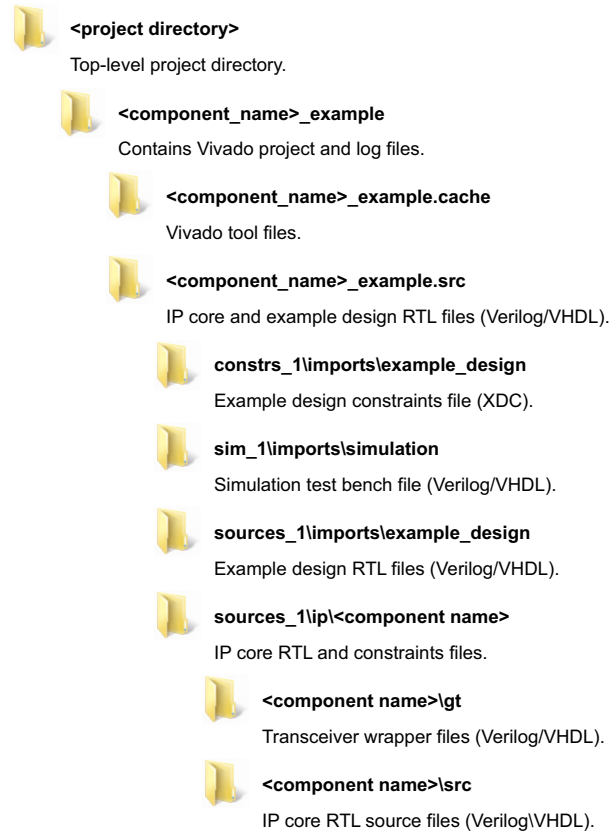 <project directory>
Top-level project directory.
<component_name>_example
Contains Vivado project and log files.
<component_name>_example.cache
Vivado tool files.
<component_name>_example.src
IP core and example design RTL files (Verilog/VHDL).
constrs_1\imports\example_design
Example design constraints file (XDC).
sim_1\imports\simulation
Simulation test bench file (Verilog/VHDL).
sources_1\imports\example_design
Example design RTL files (Verilog/VHDL).
sources_1\ip\<component name>
IP core RTL and constraints files.
<component name>\gt
Transceiver wrapper files (Verilog/VHDL).
<component name>\src
IP core RTL source files (Verilog\VHDL).